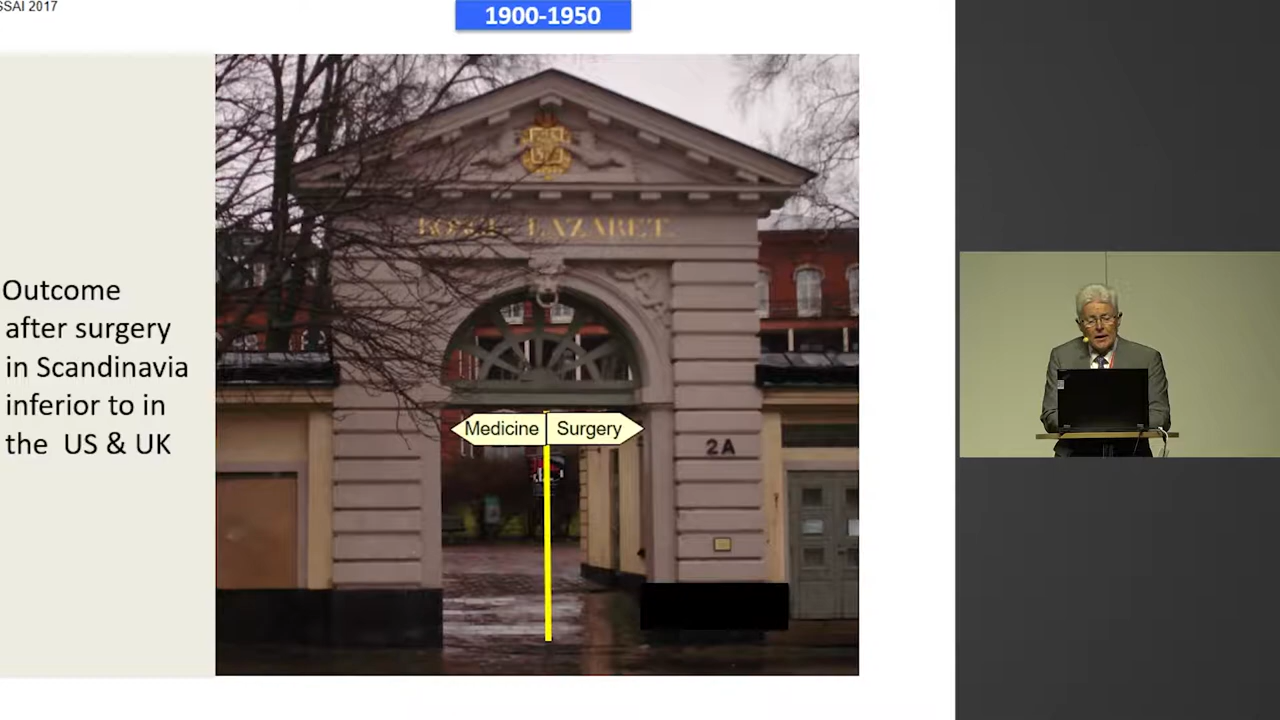 SSAI 2017
1900-1950
KONGL LAZARET.
Medicine
Surgery
2A
Outcome
after surgery
in Scandinavia
inferior to in
the US & UK